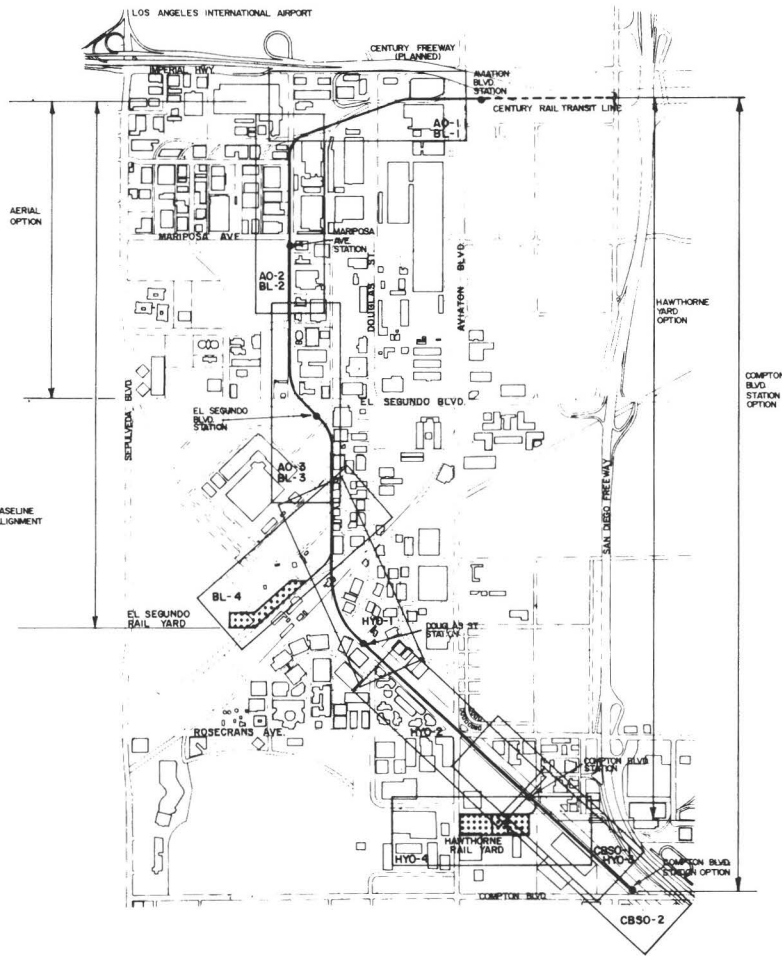 LOS ANGELES INTERNATIONAL AIRPORT
CENTURY FREEWAY
(PLANNED)
IMPERIAL HWY.
AVIATION
BLVD
STATION
CENTURY RAIL TRANSIT LINE
AO-1
BL-1
AERIAL
OPTION
MARIPOSA AVE
MARIPOSA
AVE.
STATION
DOUGLAS ST.
AVIATON BLVD.
AO-2
BL-2
HAWTHORNE
YARD
OPTION
COMPTON
BLVD.
STATION
OPTION
SEPULVEDA BLVD.
EL SEGUNDO BLVD.
EL SEGUNDO
BLVD.
STATION
AO-3
BL-3
SAN DIEGO FREEWAY
ASELINE
LIGNMENT
BL-4
EL SEGUNDO
RAIL YARD
HYO-1
DOUGLAS ST
STATION
ROSECRANS AVE.
HYO-2
COMPTON BLVD.
STATION
HAWTHORNE
RAIL YARD
HYO-4
CBSO-1
HYO-3
COMPTON BLVD.
STATION OPTION
COMPTON BLVD
CBSO-2